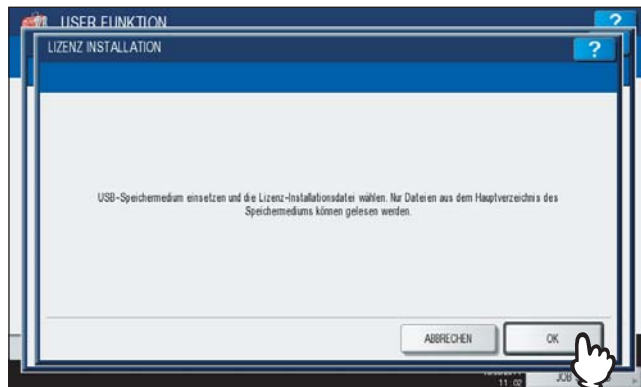 USER FUNKTION
?
LIZENZ INSTALLATION
?
USB-Speichermedium einsetzen und die Lizenz-Installationsdatei wählen. Nur Dateien aus dem Hauptverzeichnis des
Speichermediums können gelesen werden.
ABBRECHEN
OK
11:02
JOB